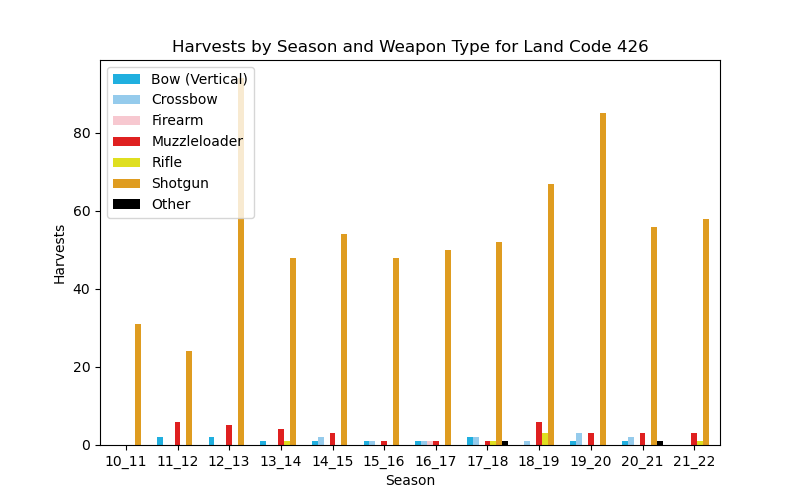 Harvests by Season and Weapon Type for Land Code 426
Bow (Vertical)
Crossbow
Firearm
Muzzleloader
Rifle
Shotgun
Other
80
60
40
20
0
Harvests
10_11 11_12 12_13 13_14 14_15 15_16 16_17 17_18 18_19 19_20 20_21 21_22
Season